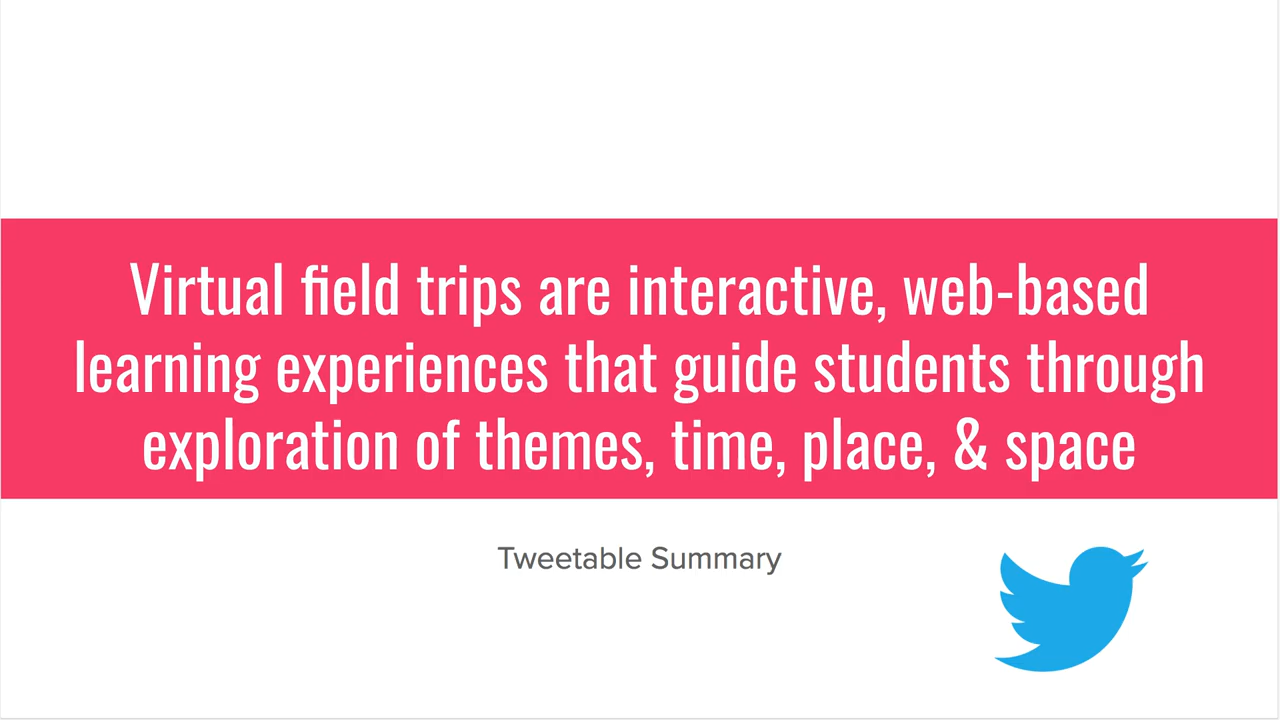 Virtual field trips are interactive, web-based
learning experiences that guide students through
exploration of themes, time, place, & space
Tweetable Summary